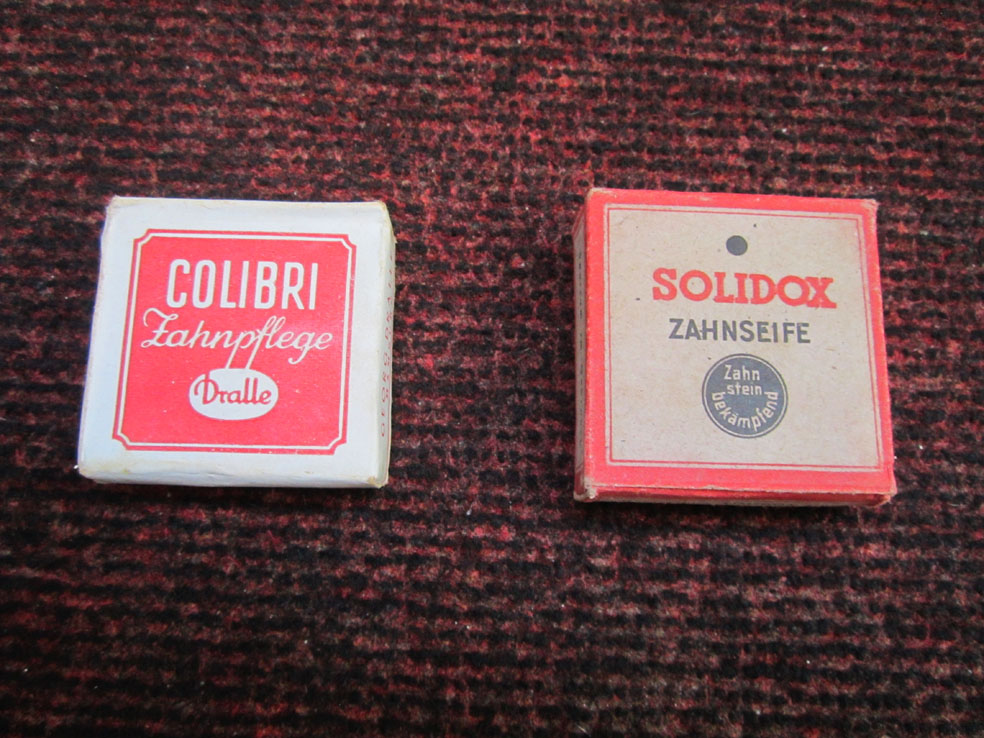 COLIBRI
Zahnpflege
Dralle
SOLIDOX
ZAHNSEIFE
Zahn
stein
bekämpfend